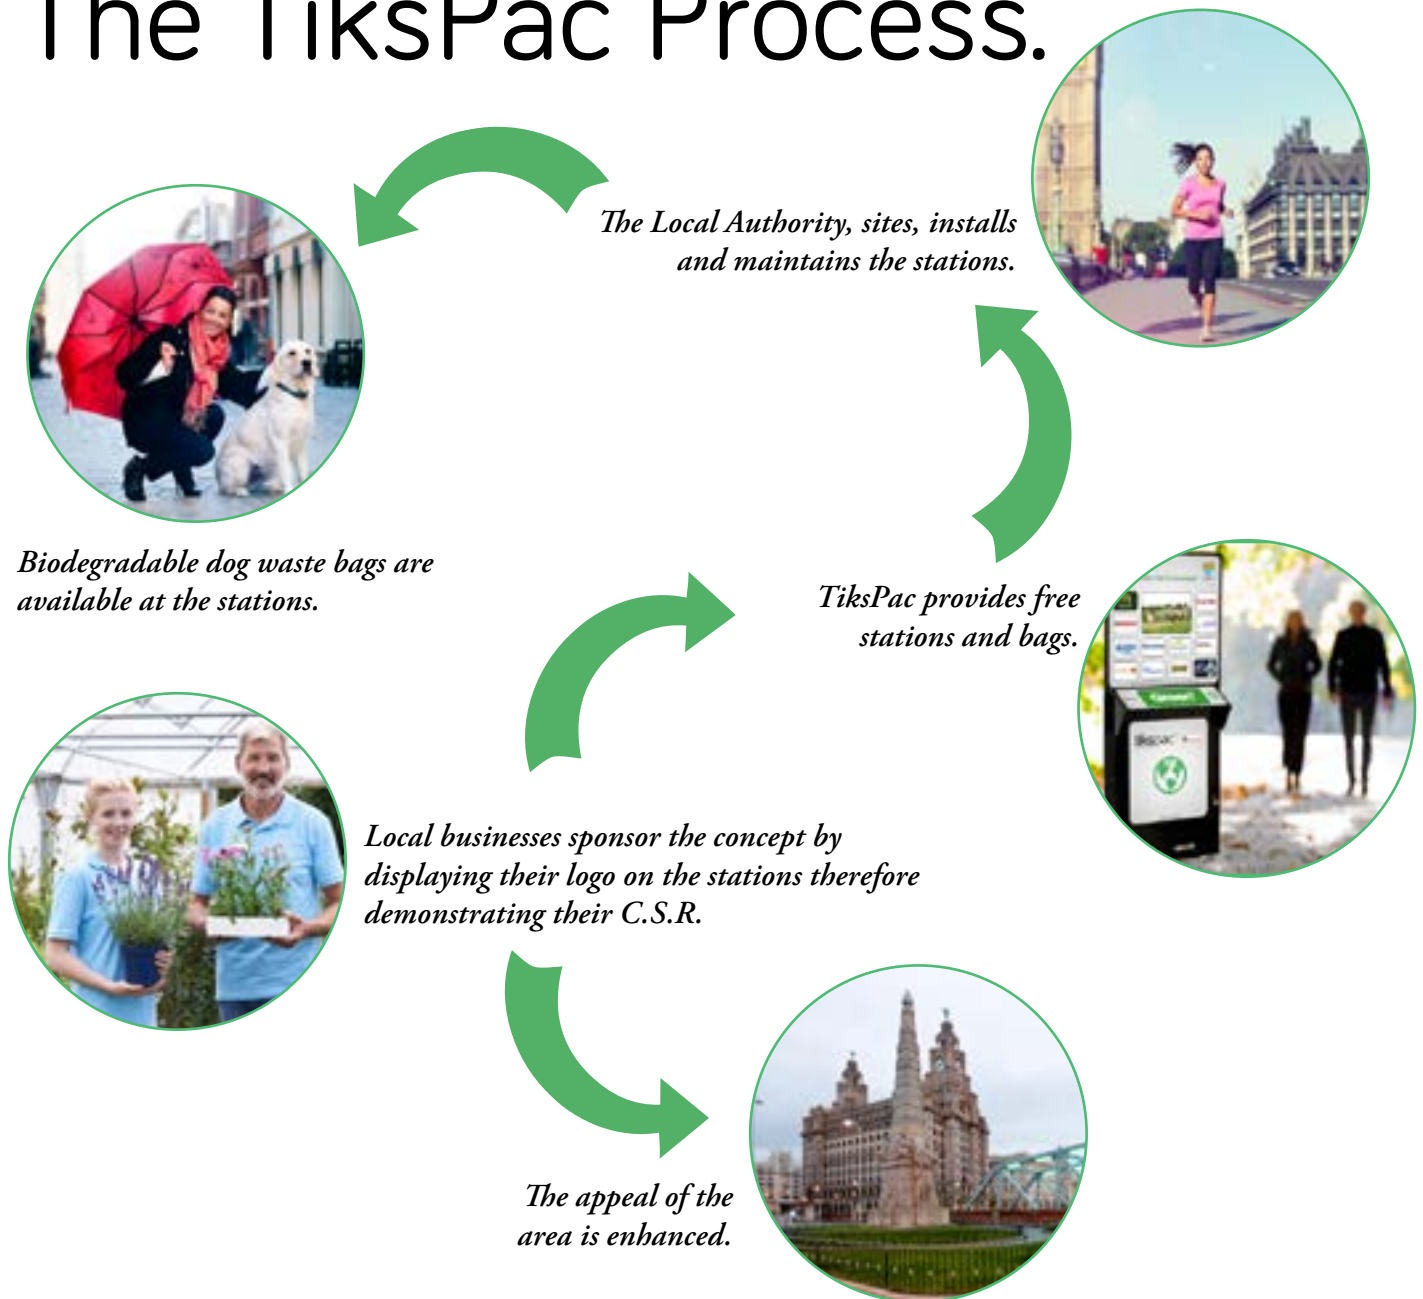 The TiksPac Process.
The Local Authority, sites, installs
and maintains the stations.
Biodegradable dog waste bags are
available at the stations.
TiksPac provides free
stations and bags.
Local businesses sponsor the concept by
displaying their logo on the stations therefore
demonstrating their C.S.R.
The appeal of the
area is enhanced.